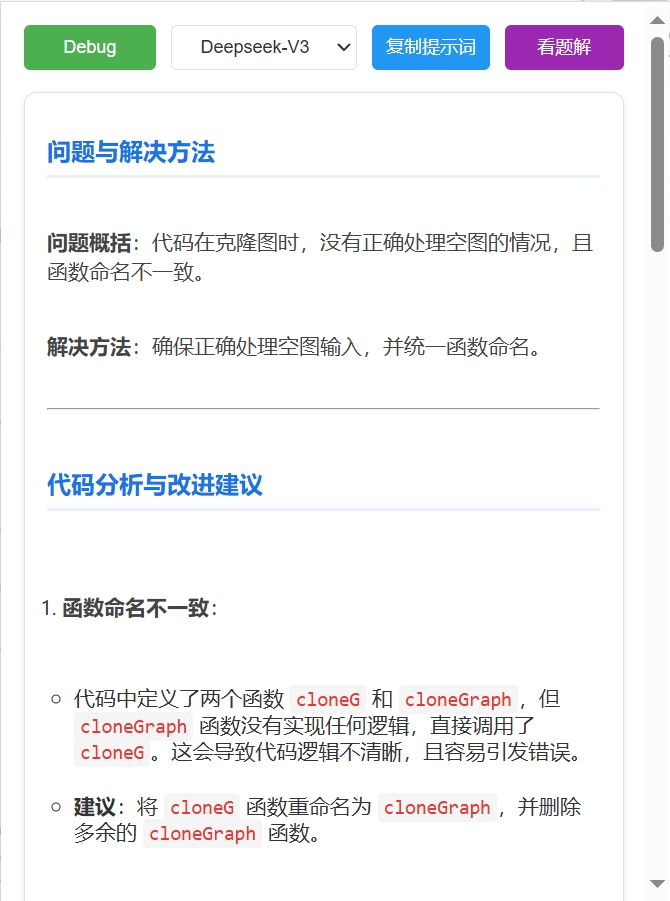 Debug
Deepseek-V3
复制提示词
看题解
问题与解决方法
问题概括：代码在克隆图时，没有正确处理空图的情况，且
函数命名不一致。
解决方法：确保正确处理空图输入，并统一函数命名。
代码分析与改进建议
1. 函数命名不一致：
代码中定义了两个函数 cloneG 和 cloneGraph，但
cloneGraph 函数没有实现任何逻辑，直接调用了
cloneG。这会导致代码逻辑不清晰，且容易引发错误。
建议：将 cloneG 函数重命名为 cloneGraph，并删除
多余的 cloneGraph 函数。